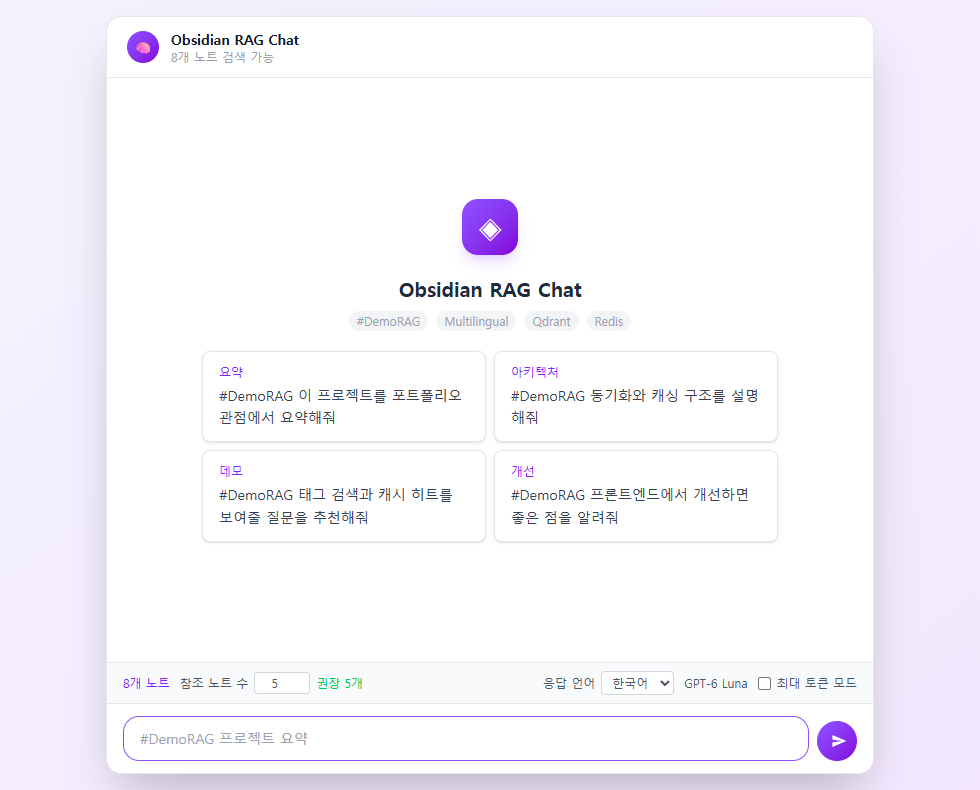 Obsidian RAG Chat
8개 노트 검색 가능
Obsidian RAG Chat
#DemoRAG Multilingual Qdrant Redis
요약
#DemoRAG 이 프로젝트를 포트폴리오
관점에서 요약해줘
아키텍처
#DemoRAG 동기화와 캐싱 구조를 설명
해줘
데모
#DemoRAG 태그 검색과 캐시 히트를
보여줄 질문을 추천해줘
개선
#DemoRAG 프론트엔드에서 개선하면
좋은 점을 알려줘
8개 노트 참조 노트 수 5 권장 5개 응답 언어 한국어 GPT-6 Luna 최대 토큰 모드
#DemoRAG 프로젝트 요약